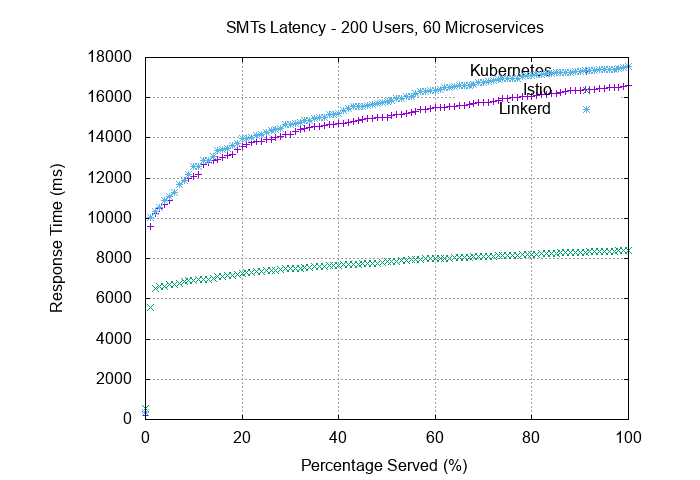 SMTs Latency - 200 Users, 60 Microservices
18000
16000
14000
12000
10000
8000
6000
4000
2000
0
Response Time (ms)
Kubernetes
Istio
Linkerd
0 20 40 60 80 100
Percentage Served (%)